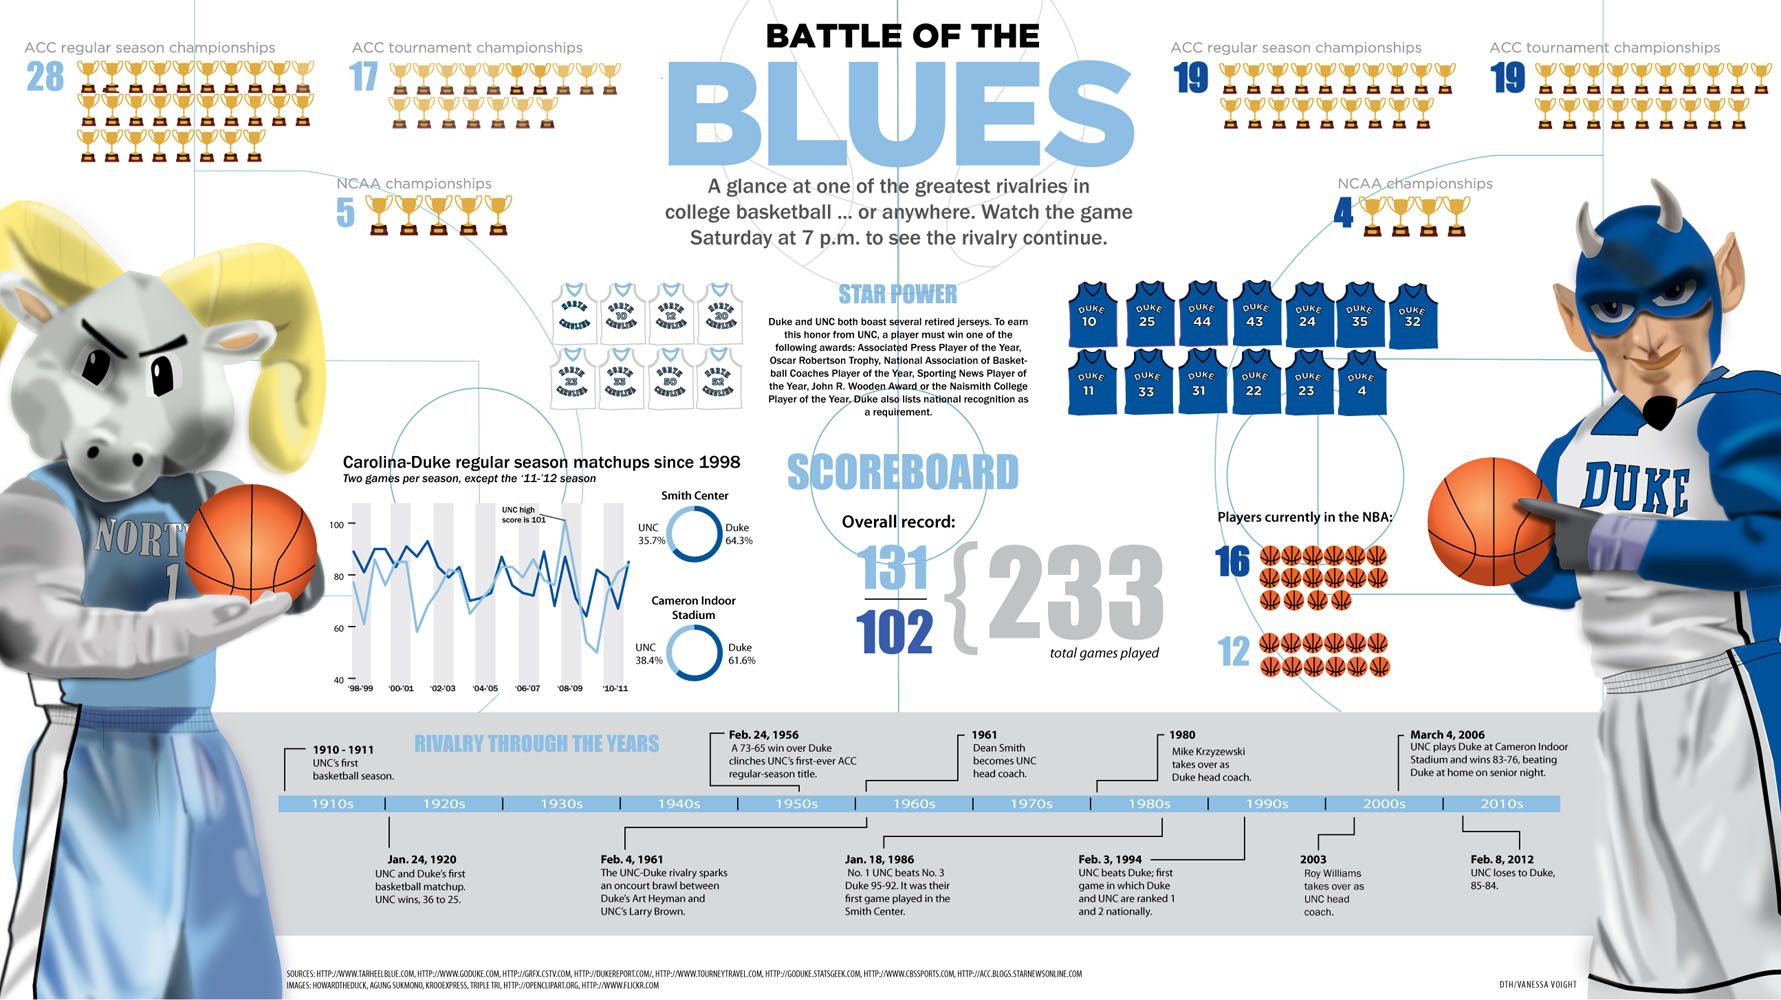 BATTLE OF THE
BLUES
A glance at one of the greatest rivalries in
college basketball ... or anywhere. Watch the game
Saturday at 7 p.m. to see the rivalry continue.
ACC regular season championships
28
ACC tournament championships
17
NCAA championships
5
ACC regular season championships
19
ACC tournament championships
19
NCAA championships
4
NORTH
CAROLINA
NORTH
10
CAROLINA
NORTH
12
CAROLINA
NORTH
20
CAROLINA
NORTH
23
CAROLINA
NORTH
33
CAROLINA
NORTH
50
CAROLINA
NORTH
52
CAROLINA
STAR POWER
Duke and UNC both boast several retired jerseys. To earn
this honor from UNC, a player must win one of the
following awards: Associated Press Player of the Year,
Oscar Robertson Trophy, National Association of Basket-
ball Coaches Player of the Year, Sporting News Player of
the Year, John R. Wooden Award or the Naismith College
Player of the Year. Duke also lists national recognition as
a requirement.
DUKE
10
DUKE
25
DUKE
44
DUKE
43
DUKE
24
DUKE
35
DUKE
32
DUKE
11
DUKE
33
DUKE
31
DUKE
22
DUKE
23
DUKE
4
NORT
1
DUKE
Carolina-Duke regular season matchups since 1998
Two games per season, except the '11-'12 season
UNC high
score is 101
100
80
60
40
'98-'99 '00-'01 '02-'03 '04-'05 '06-'07 '08-'09 '10-'11
Smith Center
UNC
35.7%
Duke
64.3%
Cameron Indoor
Stadium
UNC
38.4%
Duke
61.6%
SCOREBOARD
Overall record:
131
102
{233
total games played
Players currently in the NBA:
16
12
RIVALRY THROUGH THE YEARS
1910 - 1911
UNC's first
basketball season.
Feb. 24, 1956
A 73-65 win over Duke
clinches UNC's first-ever ACC
regular-season title.
1961
Dean Smith
becomes UNC
head coach.
1980
Mike Krzyzewski
takes over as
Duke head coach.
March 4, 2006
UNC plays Duke at Cameron Indoor
Stadium and wins 83-76, beating
Duke at home on senior night.
1910s 1920s 1930s 1940s 1950s 1960s 1970s 1980s 1990s 2000s 2010s
Jan. 24, 1920
UNC and Duke's first
basketball matchup.
UNC wins, 36 to 25.
Feb. 4, 1961
The UNC-Duke rivalry sparks
an oncourt brawl between
Duke's Art Heyman and
UNC's Larry Brown.
Jan. 18, 1986
No. 1 UNC beats No. 3
Duke 95-92. It was their
first game played in the
Smith Center.
Feb. 3, 1994
UNC beats Duke; first
game in which Duke
and UNC are ranked 1
and 2 nationally.
2003
Roy Williams
takes over as
UNC head
coach.
Feb. 8, 2012
UNC loses to Duke,
85-84.
SOURCES: HTTP://WWW.TARHEELBLUE.COM, HTTP://WWW.GODUKE.COM, HTTP://GRFX.CSTV.COM, HTTP://DUKEREPORT.COM/, HTTP://WWW.TOURNEYTRAVEL.COM, HTTP://GODUKE.STATSGEEK.COM, HTTP://WWW.CBSSPORTS.COM, HTTP://ACC.BLOGS.STARNEWSONLINE.COM
IMAGES: HOWARDTHEDUCK, AGUNG SUKMONO, KROOEXPRESS, TRIPLE TRI, HTTP://OPENCLIPART.ORG, HTTP://WWW.FLICKR.COM
DTH/VANESSA VOIGHT